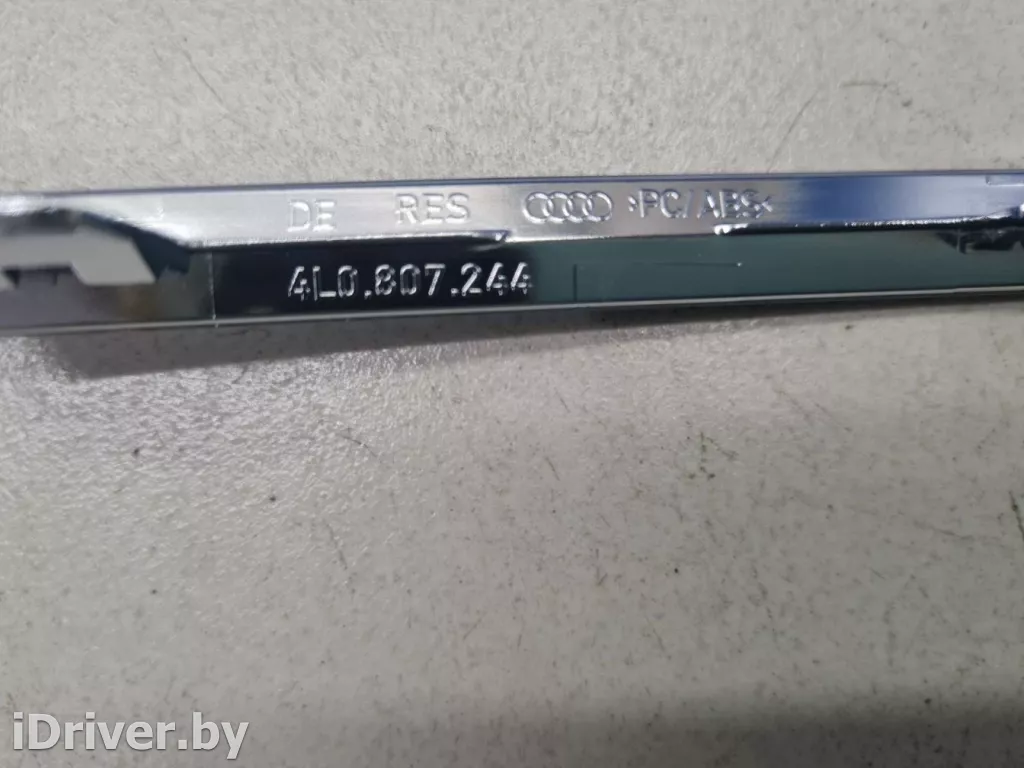 DE RES >PC/ABS<
4L0.807.244
iDriver.by